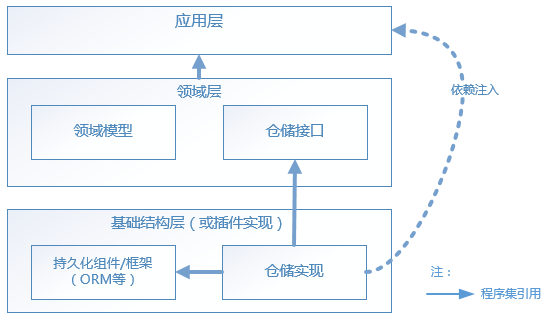 应用层
领域层
依赖注入
领域模型
仓储接口
基础结构层（或插件实现）
持久化组件/框架
（ORM等）
仓储实现
注：
程序集引用